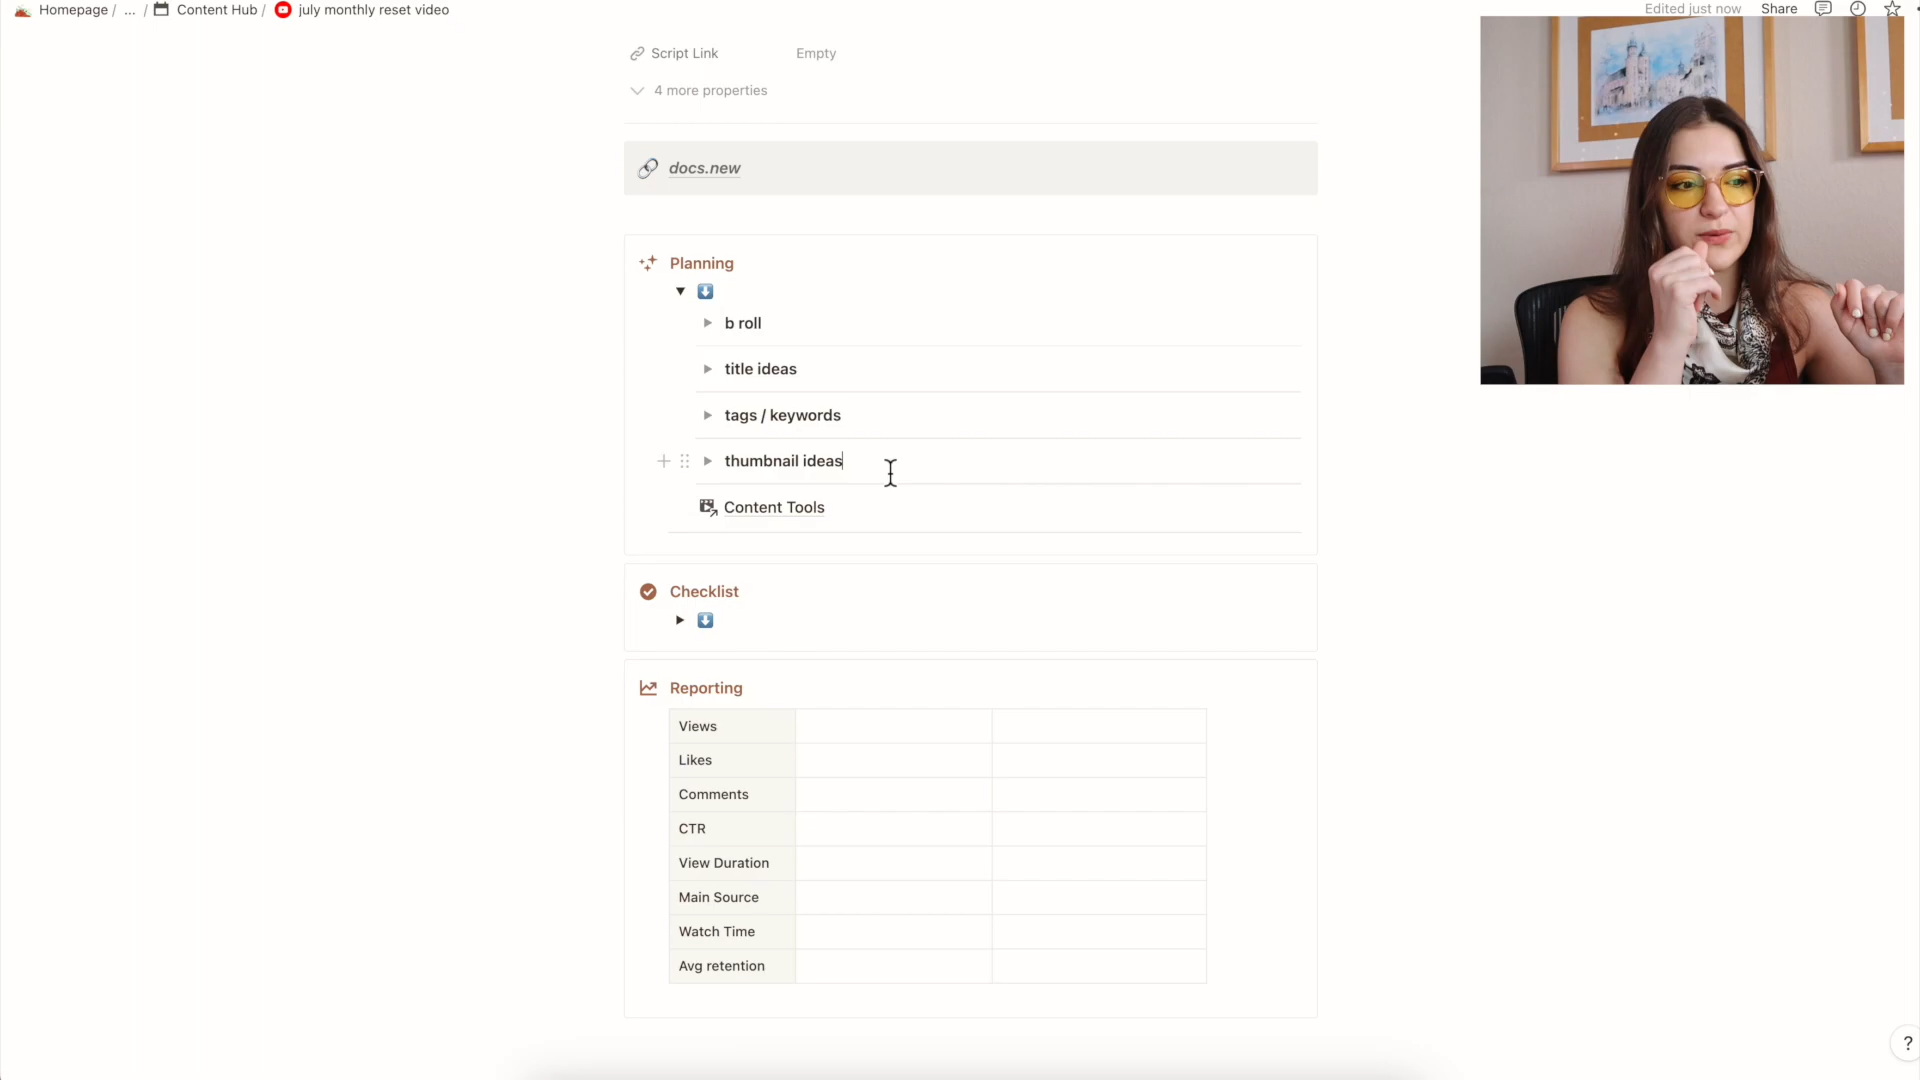 Homepage / ... / Content Hub / july monthly reset video
Edited just now Share
Script Link Empty
4 more properties
docs.new
Planning
b roll
title ideas
tags / keywords
thumbnail ideas
Content Tools
Checklist
Reporting
Views
Likes
Comments
CTR
View Duration
Main Source
Watch Time
Avg retention
?